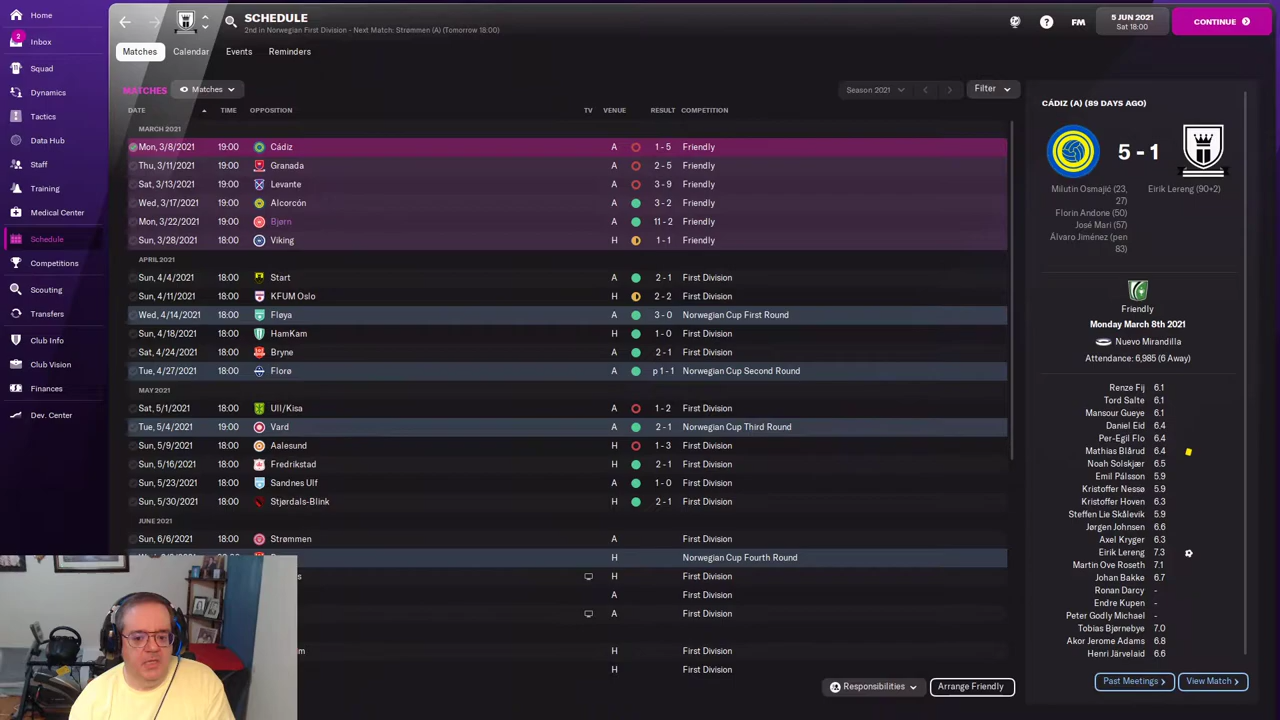 Home
Inbox
2
Squad
Dynamics
Tactics
Data Hub
Staff
Training
Medical Center
Schedule
Competitions
Scouting
Transfers
Club Info
Club Vision
Finances
Dev. Center
SCHEDULE
2nd in Norwegian First Division - Next Match: Strømmen (A) (Tomorrow 18:00)
?
FM
5 JUN 2021
Sat 18:00
CONTINUE
Matches Calendar Events Reminders
MATCHES Matches Season 2021 Filter
DATE TIME OPPOSITION TV VENUE RESULT COMPETITION
MARCH 2021
Mon, 3/8/2021 19:00 Cádiz A 1 - 5 Friendly
Thu, 3/11/2021 19:00 Granada A 2 - 5 Friendly
Sat, 3/13/2021 19:00 Levante A 3 - 9 Friendly
Wed, 3/17/2021 19:00 Alcorcón A 3 - 2 Friendly
Mon, 3/22/2021 19:00 Bjørn A 11 - 2 Friendly
Sun, 3/28/2021 18:00 Viking H 1 - 1 Friendly
APRIL 2021
Sun, 4/4/2021 18:00 Start A 2 - 1 First Division
Sun, 4/11/2021 18:00 KFUM Oslo H 2 - 2 First Division
Wed, 4/14/2021 18:00 Fløya A 3 - 0 Norwegian Cup First Round
Sun, 4/18/2021 18:00 HamKam H 1 - 0 First Division
Sat, 4/24/2021 18:00 Bryne A 2 - 1 First Division
Tue, 4/27/2021 18:00 Florø A p 1 - 1 Norwegian Cup Second Round
MAY 2021
Sat, 5/1/2021 18:00 Ull/Kisa A 1 - 2 First Division
Tue, 5/4/2021 19:00 Vard A 2 - 1 Norwegian Cup Third Round
Sun, 5/9/2021 18:00 Aalesund H 1 - 3 First Division
Sun, 5/16/2021 18:00 Fredrikstad H 2 - 1 First Division
Sun, 5/23/2021 18:00 Sandnes Ulf A 1 - 0 First Division
Sun, 5/30/2021 18:00 Stjørdals-Blink H 2 - 1 First Division
JUNE 2021
Sun, 6/6/2021 18:00 Strømmen A First Division
H Norwegian Cup Fourth Round
H First Division
A First Division
A First Division
H First Division
H First Division
Responsibilities Arrange Friendly
CÁDIZ (A) (89 DAYS AGO)
5 - 1
Milutin Osmajić (23, Eirik Lereng (90+2)
27)
Florin Andone (50)
José Mari (57)
Álvaro Jiménez (pen
83)
Friendly
Monday March 8th 2021
Nuevo Mirandilla
Attendance: 6,985 (6 Away)
Renze Fij 6.1
Tord Salte 6.1
Mansour Gueye 6.1
Daniel Eid 6.4
Per-Egil Flo 6.4
Mathias Blårud 6.4
Noah Solskjær 6.5
Emil Pálsson 5.9
Kristoffer Nessø 5.9
Kristoffer Hoven 6.3
Steffen Lie Skålevik 5.9
Jørgen Johnsen 6.6
Axel Kryger 6.3
Eirik Lereng 7.3
Martin Ove Roseth 7.1
Johan Bakke 6.7
Ronan Darcy -
Endre Kupen -
Peter Godly Michael -
Tobias Bjørnebye 7.0
Akor Jerome Adams 6.8
Henri Järvelaid 6.6
Past Meetings View Match